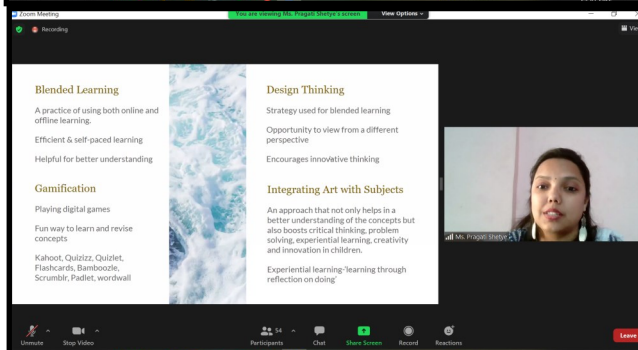 Zoom Meeting
You are viewing Ms. Pragati Shetye's screen
View Options
Recording
View
Blended Learning
A practice of using both online and
offline learning.
Efficient & self-paced learning
Helpful for better understanding
Gamification
Playing digital games
Fun way to learn and revise
concepts
Kahoot, Quizizz, Quizlet,
Flashcards, Bamboozle,
Scrumblr, Padlet, wordwall
Design Thinking
Strategy used for blended learning
Opportunity to view from a different
perspective
Encourages innovative thinking
Integrating Art with Subjects
An approach that not only helps in a
better understanding of the concepts but
also boosts critical thinking, problem
solving, experiential learning, creativity
and innovation in children.
Experiential learning-'learning through
reflection on doing'
Ms. Pragati Shetye
Unmute
Stop Video
54
Participants
Chat
Share Screen
Record
Reactions
Leave